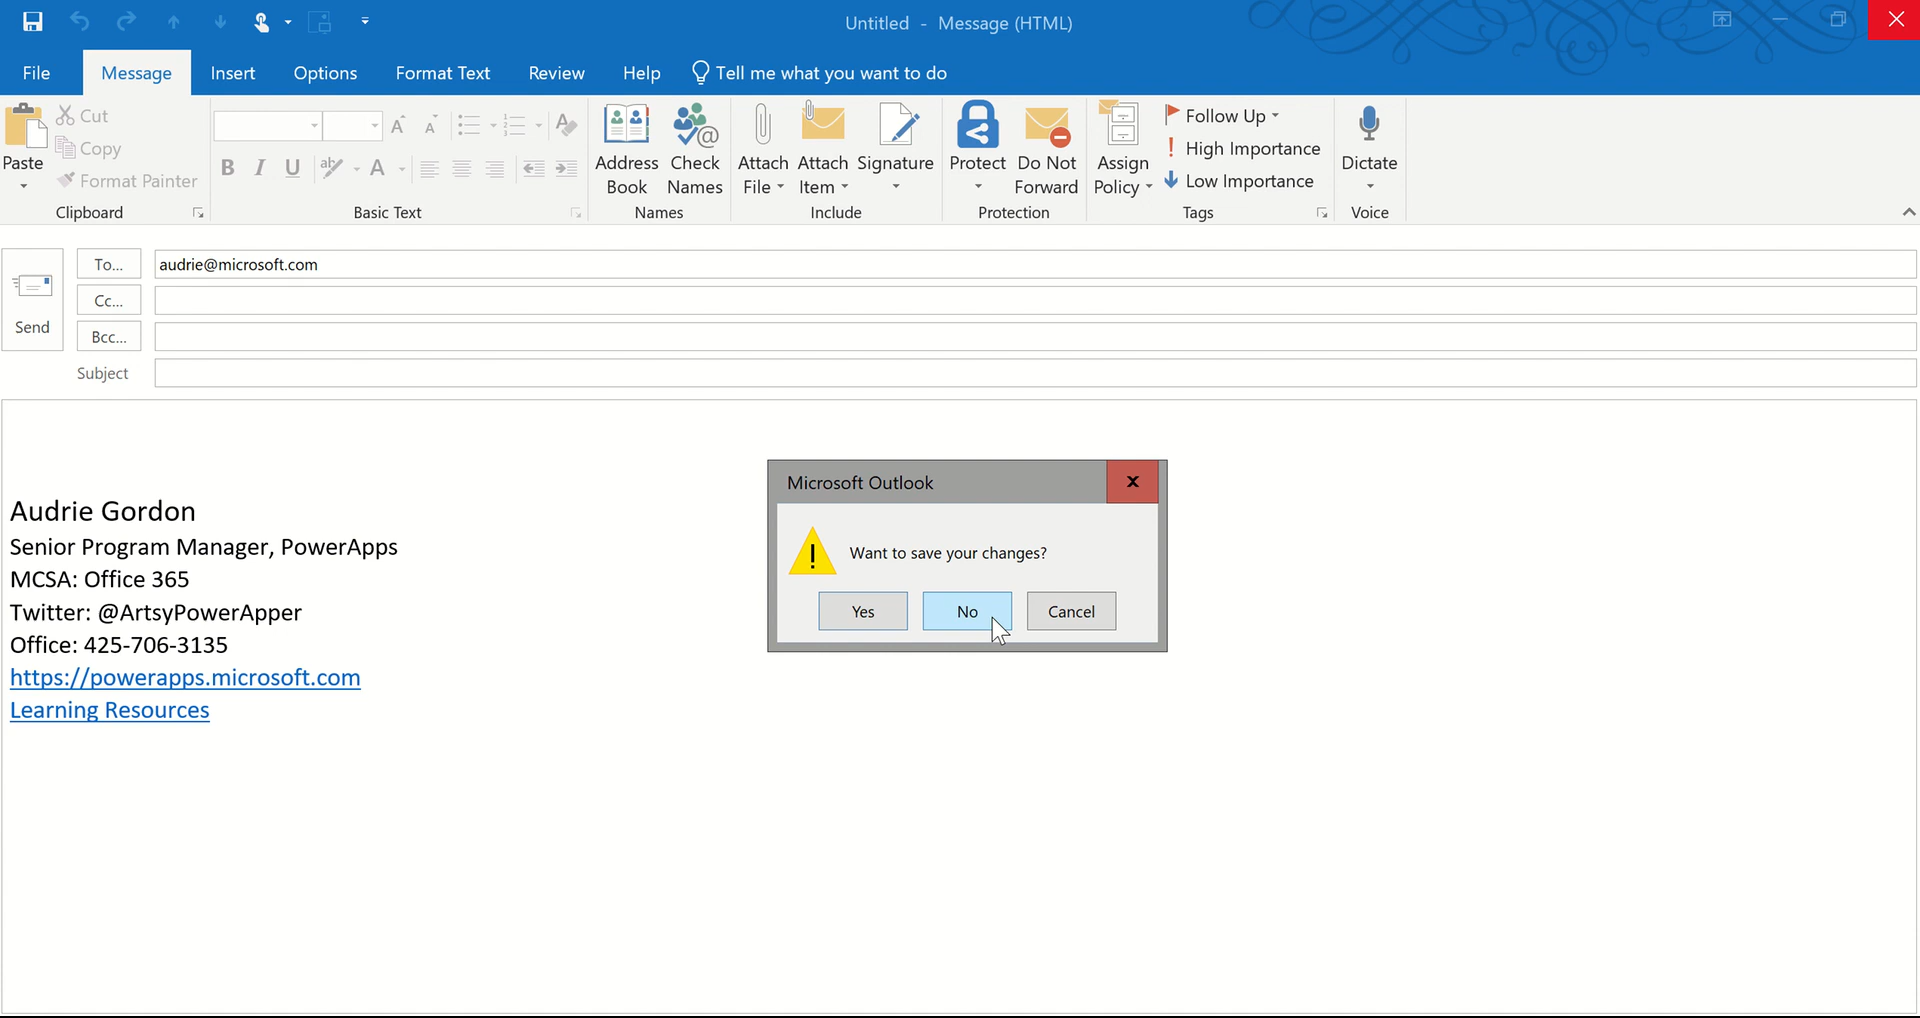 Untitled - Message (HTML)
File Message Insert Options Format Text Review Help Tell me what you want to do
Paste
Cut
Copy
Format Painter
Clipboard
Basic Text
Address Book
Check Names
Names
Attach File
Attach Item
Signature
Include
Protect
Do Not Forward
Protection
Assign Policy
Follow Up
High Importance
Low Importance
Tags
Dictate
Voice
Send
To... audrie@microsoft.com
Cc...
Bcc...
Subject
Audrie Gordon
Senior Program Manager, PowerApps
MCSA: Office 365
Twitter: @ArtsyPowerApper
Office: 425-706-3135
https://powerapps.microsoft.com
Learning Resources
Microsoft Outlook
Want to save your changes?
Yes No Cancel